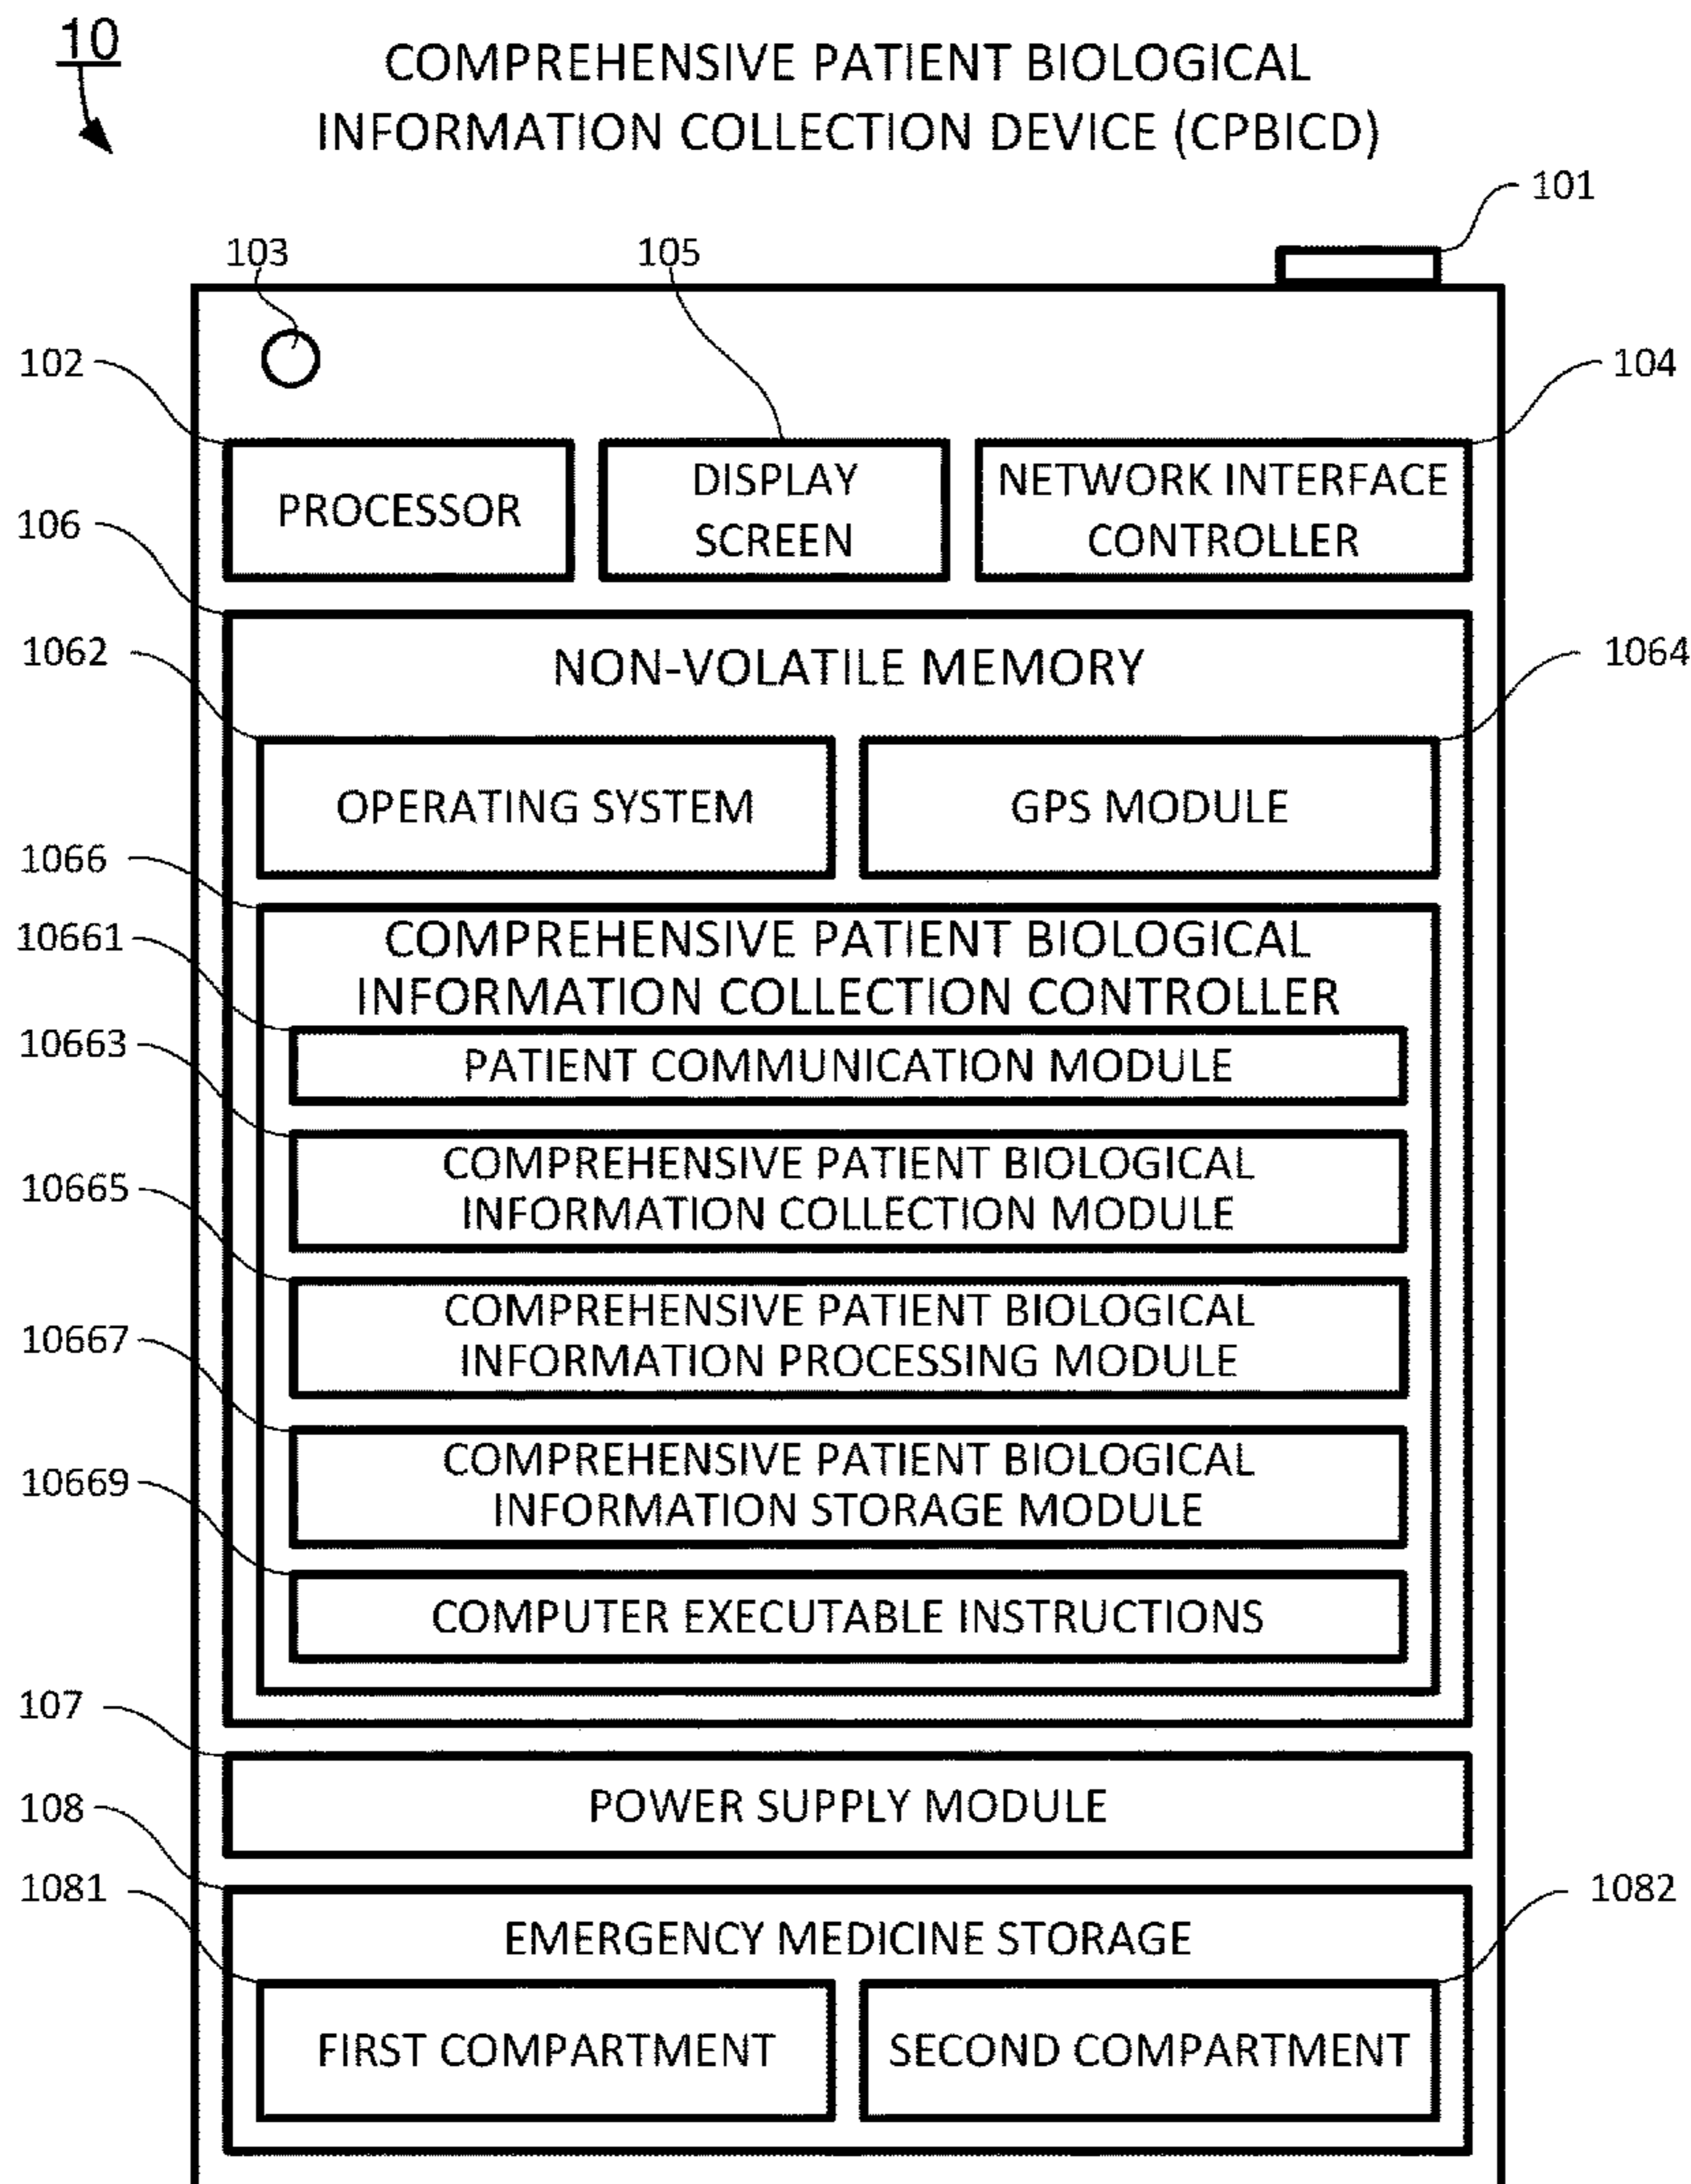 10
COMPREHENSIVE PATIENT BIOLOGICAL
INFORMATION COLLECTION DEVICE (CPBICD)
101
103
105
102
104
PROCESSOR
DISPLAY
SCREEN
NETWORK INTERFACE
CONTROLLER
106
1062
NON-VOLATILE MEMORY
1064
OPERATING SYSTEM
GPS MODULE
1066
10661
COMPREHENSIVE PATIENT BIOLOGICAL
INFORMATION COLLECTION CONTROLLER
10663
PATIENT COMMUNICATION MODULE
10665
COMPREHENSIVE PATIENT BIOLOGICAL
INFORMATION COLLECTION MODULE
10667
COMPREHENSIVE PATIENT BIOLOGICAL
INFORMATION PROCESSING MODULE
10669
COMPREHENSIVE PATIENT BIOLOGICAL
INFORMATION STORAGE MODULE
COMPUTER EXECUTABLE INSTRUCTIONS
107
POWER SUPPLY MODULE
108
1081
1082
EMERGENCY MEDICINE STORAGE
FIRST COMPARTMENT
SECOND COMPARTMENT